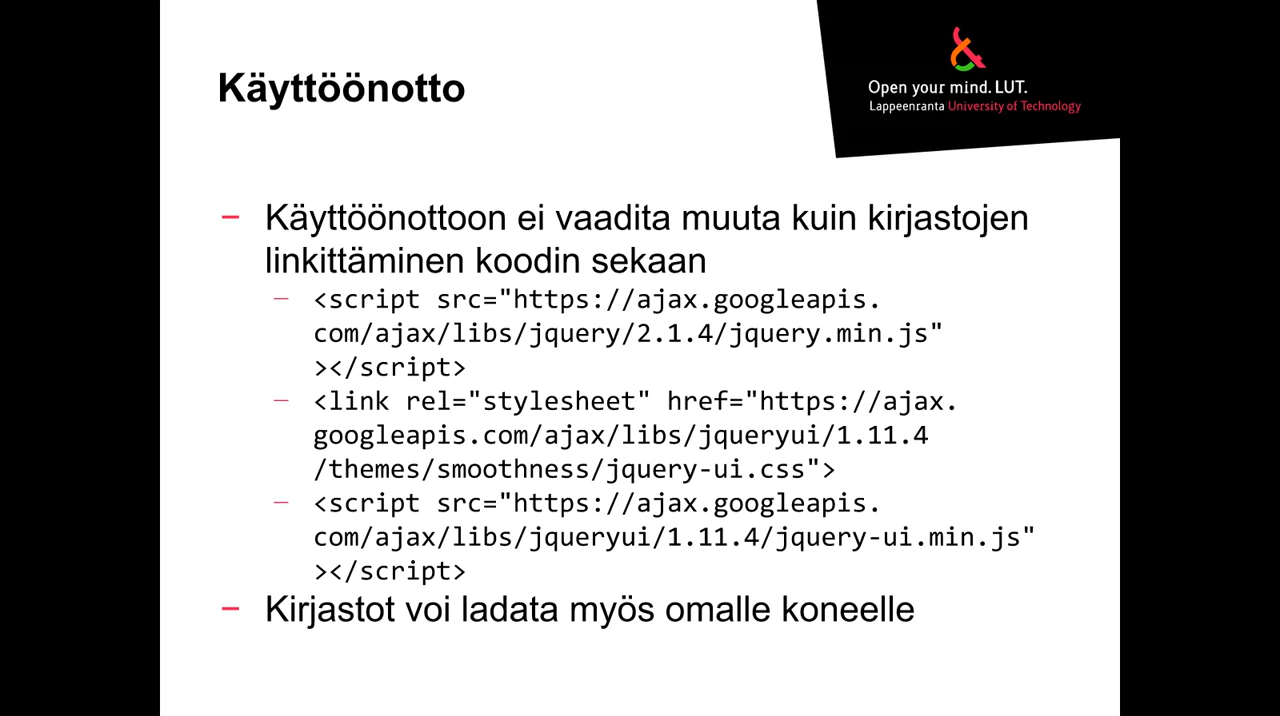 Käyttöönotto
Open your mind. LUT.
Lappeenranta University of Technology
– Käyttöönottoon ei vaadita muuta kuin kirjastojen
linkittäminen koodin sekaan
– <script src="https://ajax.googleapis.
com/ajax/libs/jquery/2.1.4/jquery.min.js"
></script>
– <link rel="stylesheet" href="https://ajax.
googleapis.com/ajax/libs/jqueryui/1.11.4
/themes/smoothness/jquery-ui.css">
– <script src="https://ajax.googleapis.
com/ajax/libs/jqueryui/1.11.4/jquery-ui.min.js"
></script>
– Kirjastot voi ladata myös omalle koneelle